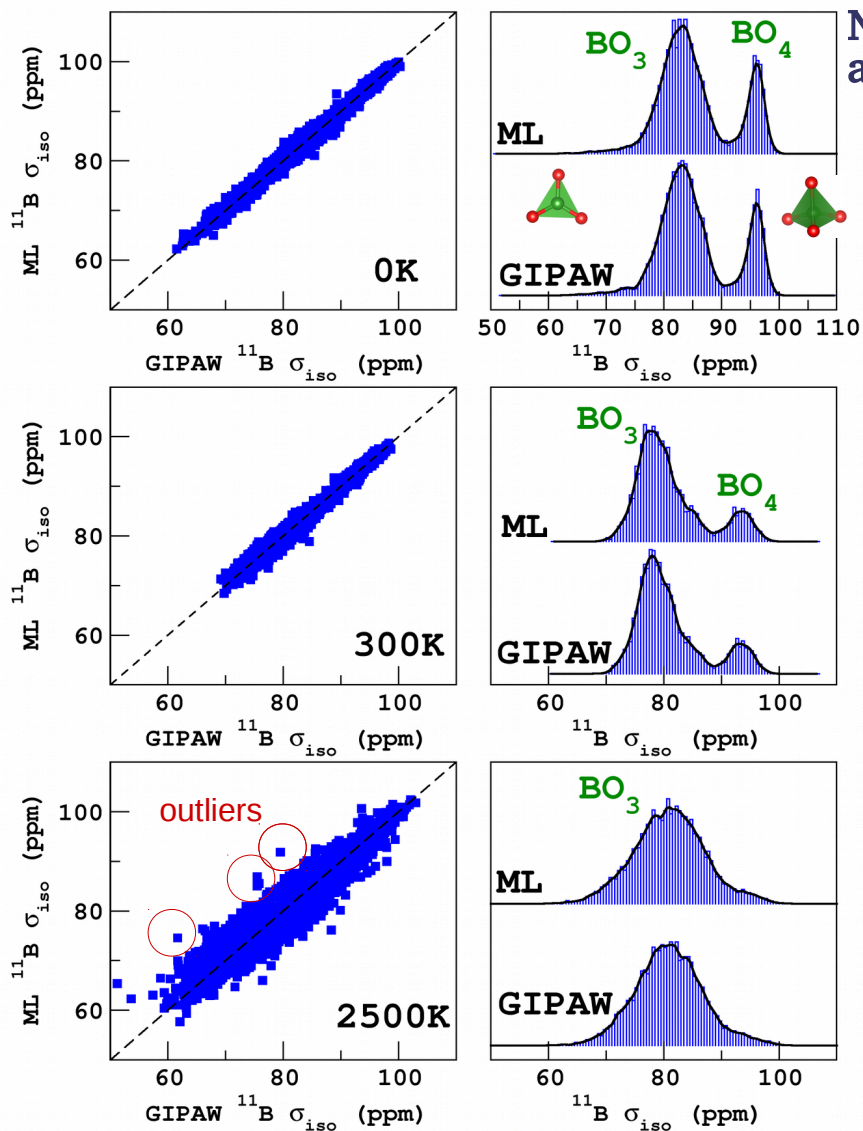 N
a
100
80
60
ML ¹¹B σiso (ppm)
0K
60 80 100
GIPAW ¹¹B σiso (ppm)
BO₃ BO₄
ML
GIPAW
50 60 70 80 90 100 110
¹¹B σiso (ppm)
100
80
60
ML ¹¹B σiso (ppm)
300K
60 80 100
GIPAW ¹¹B σiso (ppm)
BO₃
BO₄
ML
GIPAW
60 80 100
¹¹B σiso (ppm)
100
80
60
ML ¹¹B σiso (ppm)
outliers
2500K
60 80 100
GIPAW ¹¹B σiso (ppm)
BO₃
ML
GIPAW
60 80 100
¹¹B σiso (ppm)